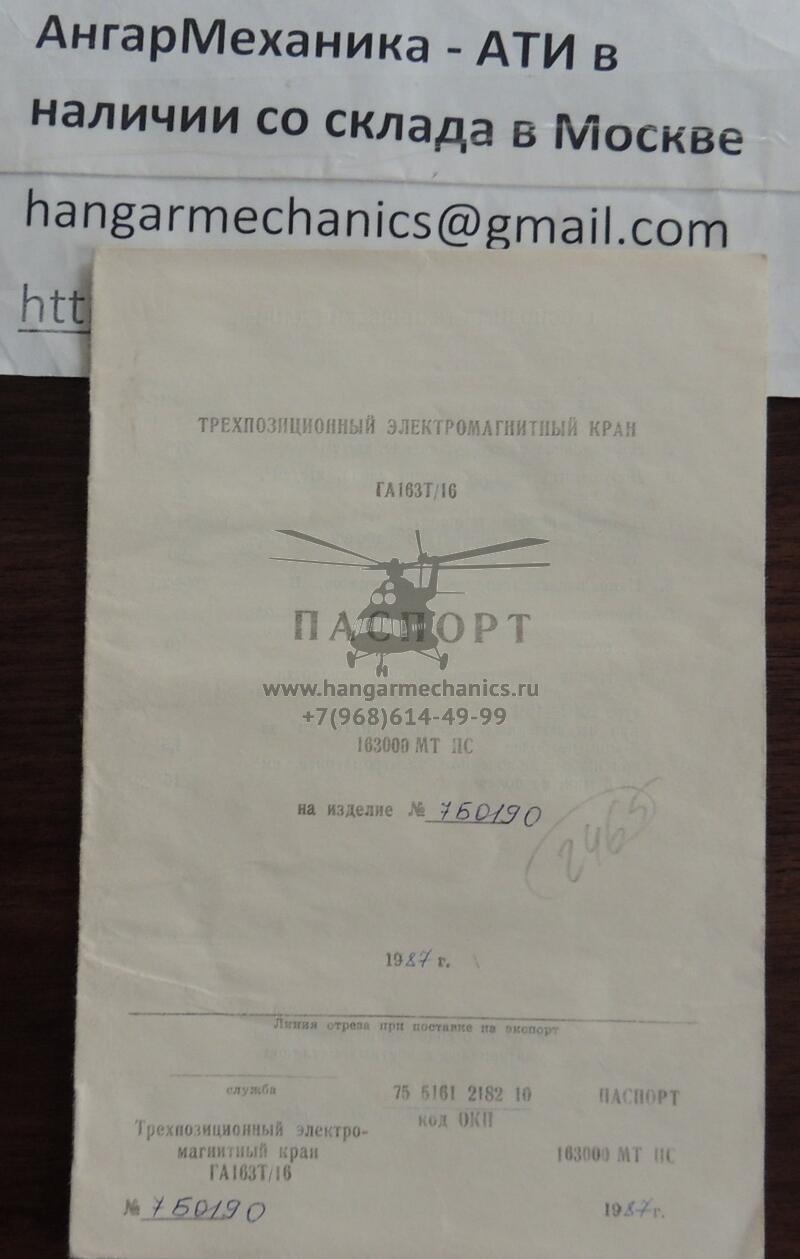 АнгарМеханика - АТИ в
наличии со склада в Москве
hangarmechanics@gmail.com
htt
ТРЕХПОЗИЦИОННЫЙ ЭЛЕКТРОМАГНИТНЫЙ КРАН
ГА163Т/16
ПАСПОРТ
www.hangarmechanics.ru
+7(968)614-49-99
163000 МТ ПС
на изделие № 750190
2465
1987 г.
Линия отреза при поставке на экспорт
служба
75 5161 2182 10
ПАСПОРТ
код ОКП
Трехпозиционный электро-
магнитный кран
163000 МТ ПС
ГА163Т/16
№ 750190
1987г.